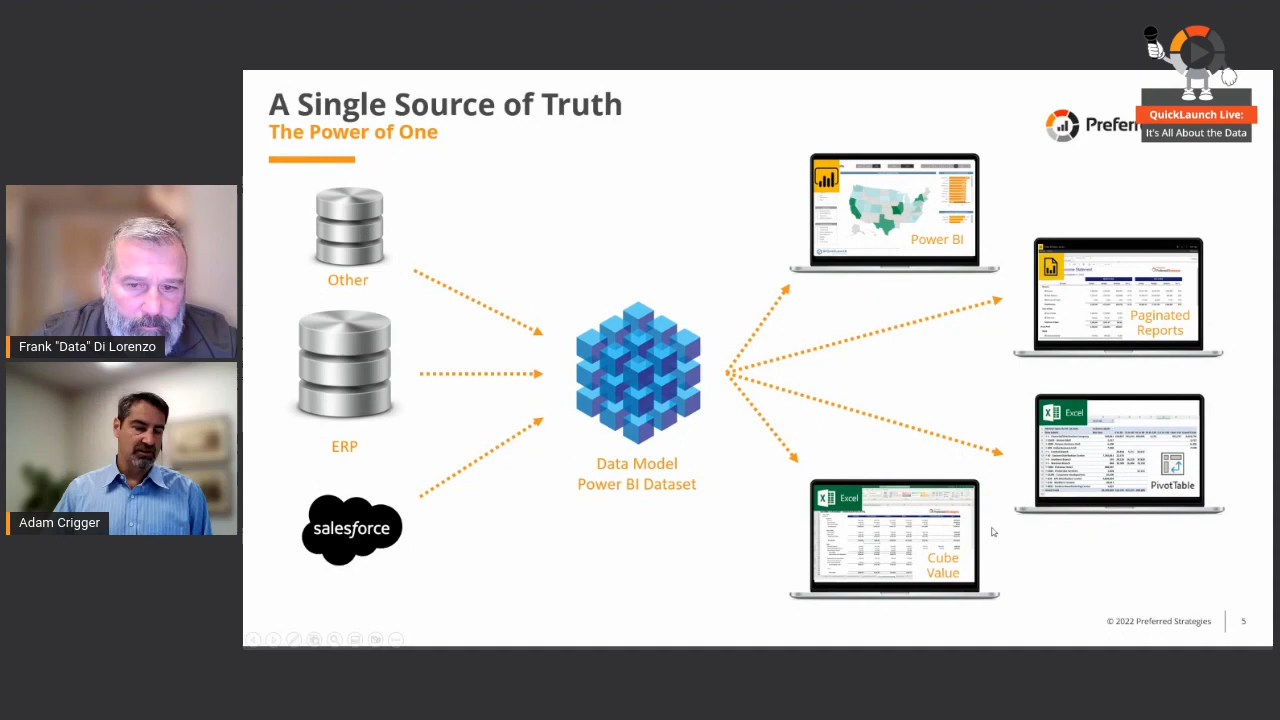 A Single Source of Truth
The Power of One
QuickLaunch Live:
It's All About the Data
Preferr
Other
ERP
salesforce
Data Model
Power BI Dataset
Power BI
Paginated
Reports
Excel
PivotTable
Excel
Cube
Value
Frank "Data" Di Lorenzo
Adam Crigger
© 2022 Preferred Strategies
5